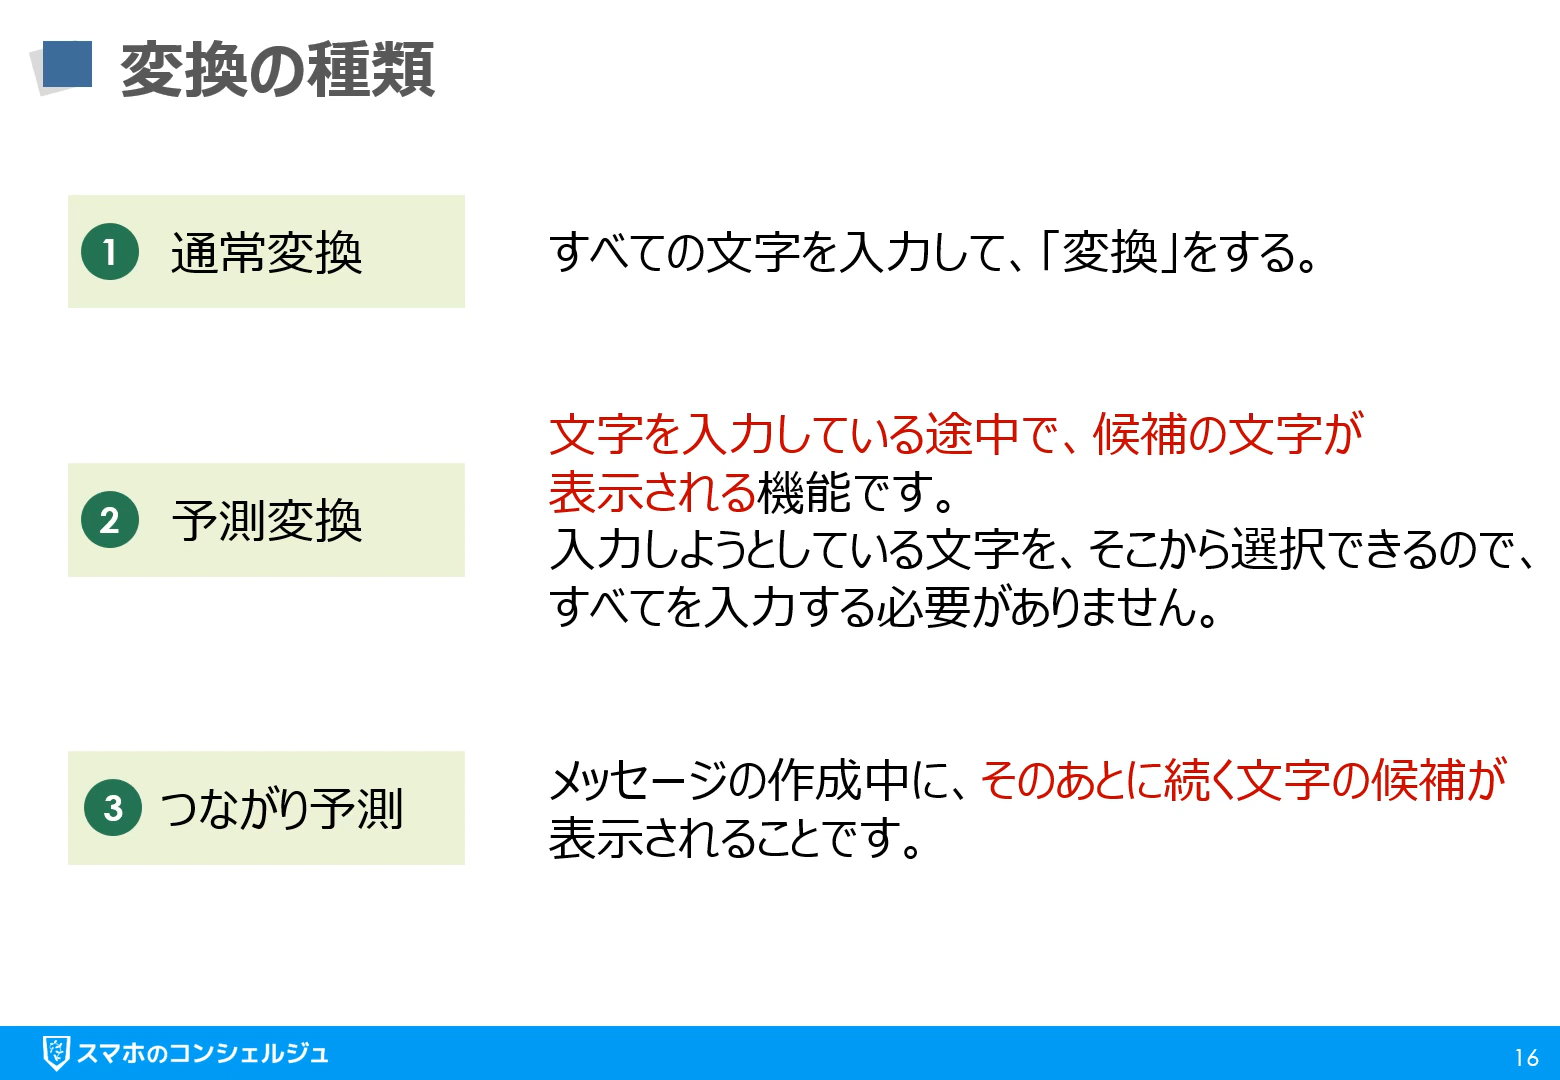 変換の種類
1 通常変換
すべての文字を入力して、「変換」をする。
2 予測変換
文字を入力している途中で、候補の文字が
表示される機能です。
入力しようとしている文字を、そこから選択できるので、
すべてを入力する必要がありません。
3 つながり予測
メッセージの作成中に、そのあとに続く文字の候補が
表示されることです。
スマホのコンシェルジュ
16